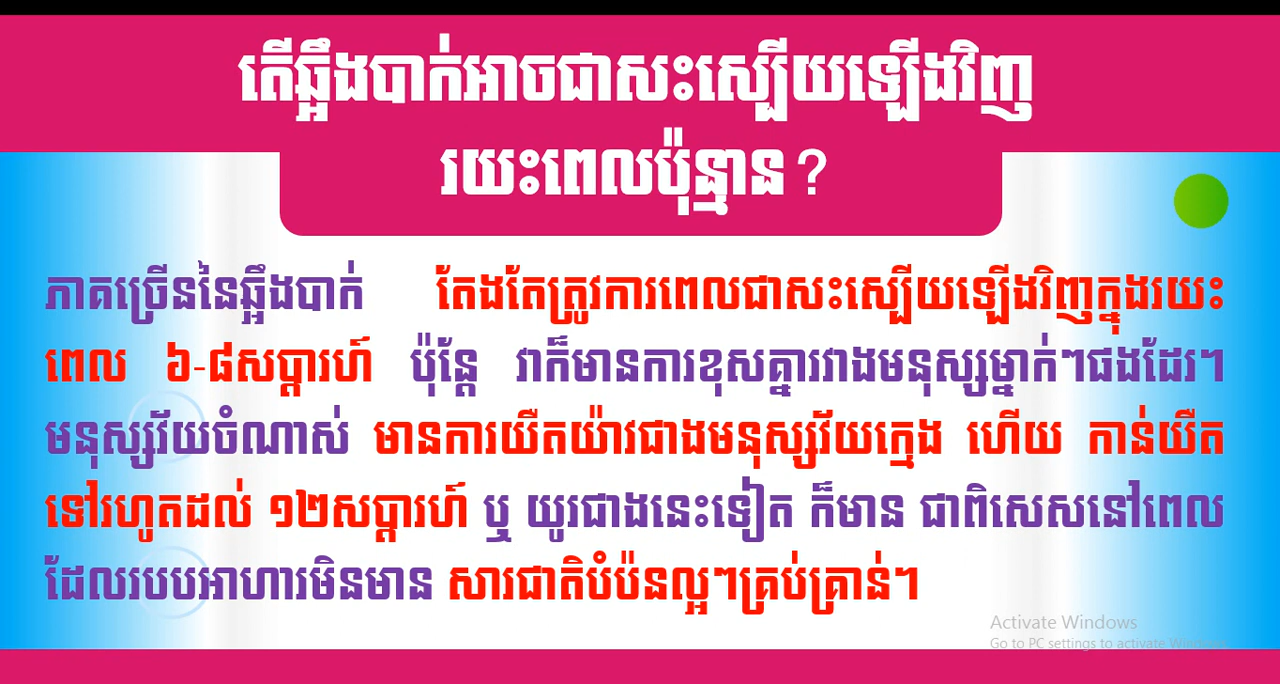 តើឆ្អឹងបាក់អាចជាសះស្បើយឡើងវិញ
រយះពេលប៉ុន្មាន?
ភាគច្រើននៃឆ្អឹងបាក់ តែងតែត្រូវការពេលជាសះស្បើយឡើងវិញក្នុងរយះ
ពេល ៦-៨សប្តារហ៍ ប៉ុន្តែ វាក៏មានការខុសគ្នារវាងមនុស្សម្នាក់ៗផងដែរ។
មនុស្សវ័យចំណាស់ មានការយឺតយ៉ាវជាងមនុស្សវ័យក្មេង ហើយ កាន់យឺត
ទៅរហូតដល់ ១២សប្តារហ៍ ឬ យូរជាងនេះទៀត ក៏មាន ជាពិសេសនៅពេល
ដែលរបបអាហារមិនមាន សារជាតិបំប៉នល្អៗគ្រប់គ្រាន់។
Activate Windows
Go to PC settings to activate Windows.